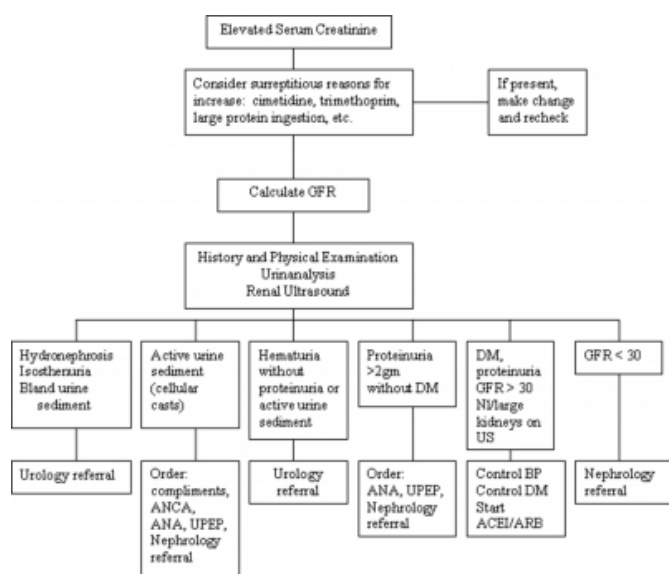 Elevated Serum Creatinine
Consider surreptitious reasons for
increase: cimetidine, trimethoprim,
large protein ingestion, etc.
If present,
make change
and recheck
Calculate GFR
History and Physical Examination
Urinanalysis
Renal Ultrasound
Hydronephrosis
Isosthenuria
Bland urine
sediment
Active urine
sediment
(cellular
casts)
Hematuria
without
proteinuria or
active urine
sediment
Proteinuria
>2gm
without DM
DM,
proteinuria
GFR > 30
Nl/large
kidneys on
US
GFR < 30
Urology referral
Order:
compliments,
ANCA,
ANA, UPEP,
Nephrology
referral
Urology
referral
Order:
ANA, UPEP,
Nephrology
referral
Control BP
Control DM
Start
ACEI/ARB
Nephrology
referral